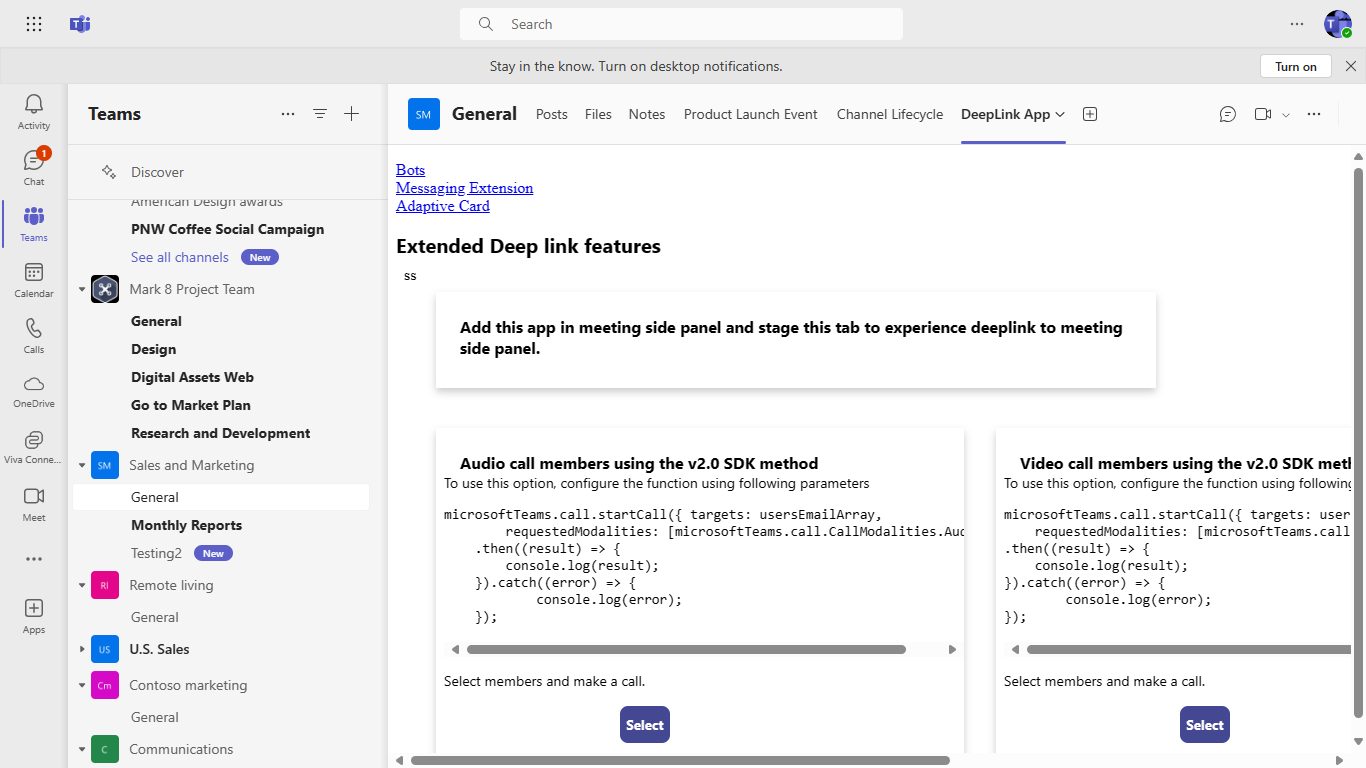 Search
T
Stay in the know. Turn on desktop notifications.
Turn on
Activity
1
Chat
Teams
Calendar
Calls
OneDrive
Viva Conne...
Meet
Apps
Teams
Discover
American Design awards
PNW Coffee Social Campaign
See all channels New
Mark 8 Project Team
General
Design
Digital Assets Web
Go to Market Plan
Research and Development
SM Sales and Marketing
General
Monthly Reports
Testing2 New
Rl Remote living
General
US U.S. Sales
Cm Contoso marketing
General
C Communications
SM General Posts Files Notes Product Launch Event Channel Lifecycle DeepLink App
Bots
Messaging Extension
Adaptive Card
Extended Deep link features
ss
Add this app in meeting side panel and stage this tab to experience deeplink to meeting
side panel.
Audio call members using the v2.0 SDK method
To use this option, configure the function using following parameters
microsoftTeams.call.startCall({ targets: usersEmailArray,
requestedModalities: [microsoftTeams.call.CallModalities.Aud
.then((result) => {
console.log(result);
}).catch((error) => {
console.log(error);
});
Select members and make a call.
Select
Video call members using the v2.0 SDK meth
To use this option, configure the function using following
microsoftTeams.call.startCall({ targets: user
requestedModalities: [microsoftTeams.call
.then((result) => {
console.log(result);
}).catch((error) => {
console.log(error);
});
Select members and make a call.
Select